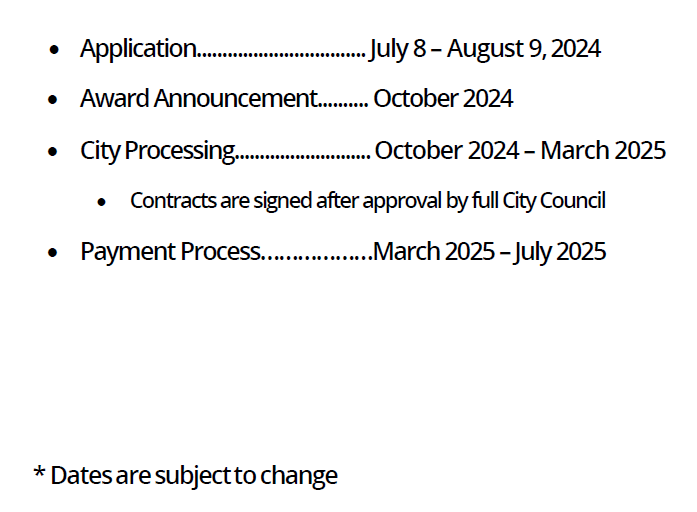 • Application................................. July 8 – August 9, 2024
• Award Announcement.......... October 2024
• City Processing........................... October 2024 – March 2025
• Contracts are signed after approval by full City Council
• Payment Process………………March 2025 – July 2025
* Dates are subject to change